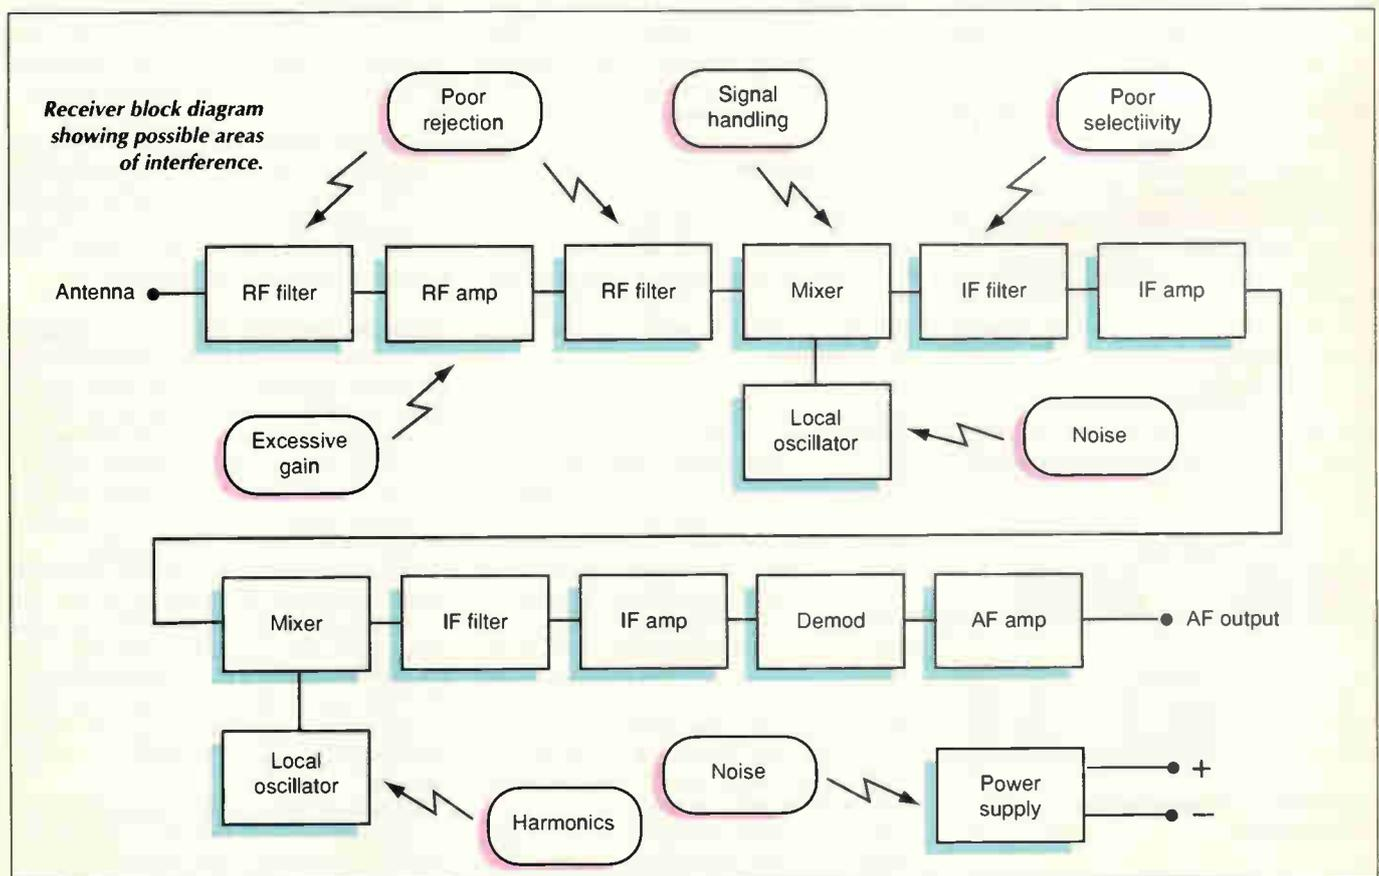 Receiver block diagram
showing possible areas
of interference.
Poor
rejection
Signal
handling
Poor
selectiivity
Antenna
RF filter
RF amp
RF filter
Mixer
IF filter
IF amp
Excessive
gain
Local
oscillator
Noise
Mixer
IF filter
IF amp
Demod
AF amp
AF output
Local
oscillator
Harmonics
Noise
Power
supply
+
−